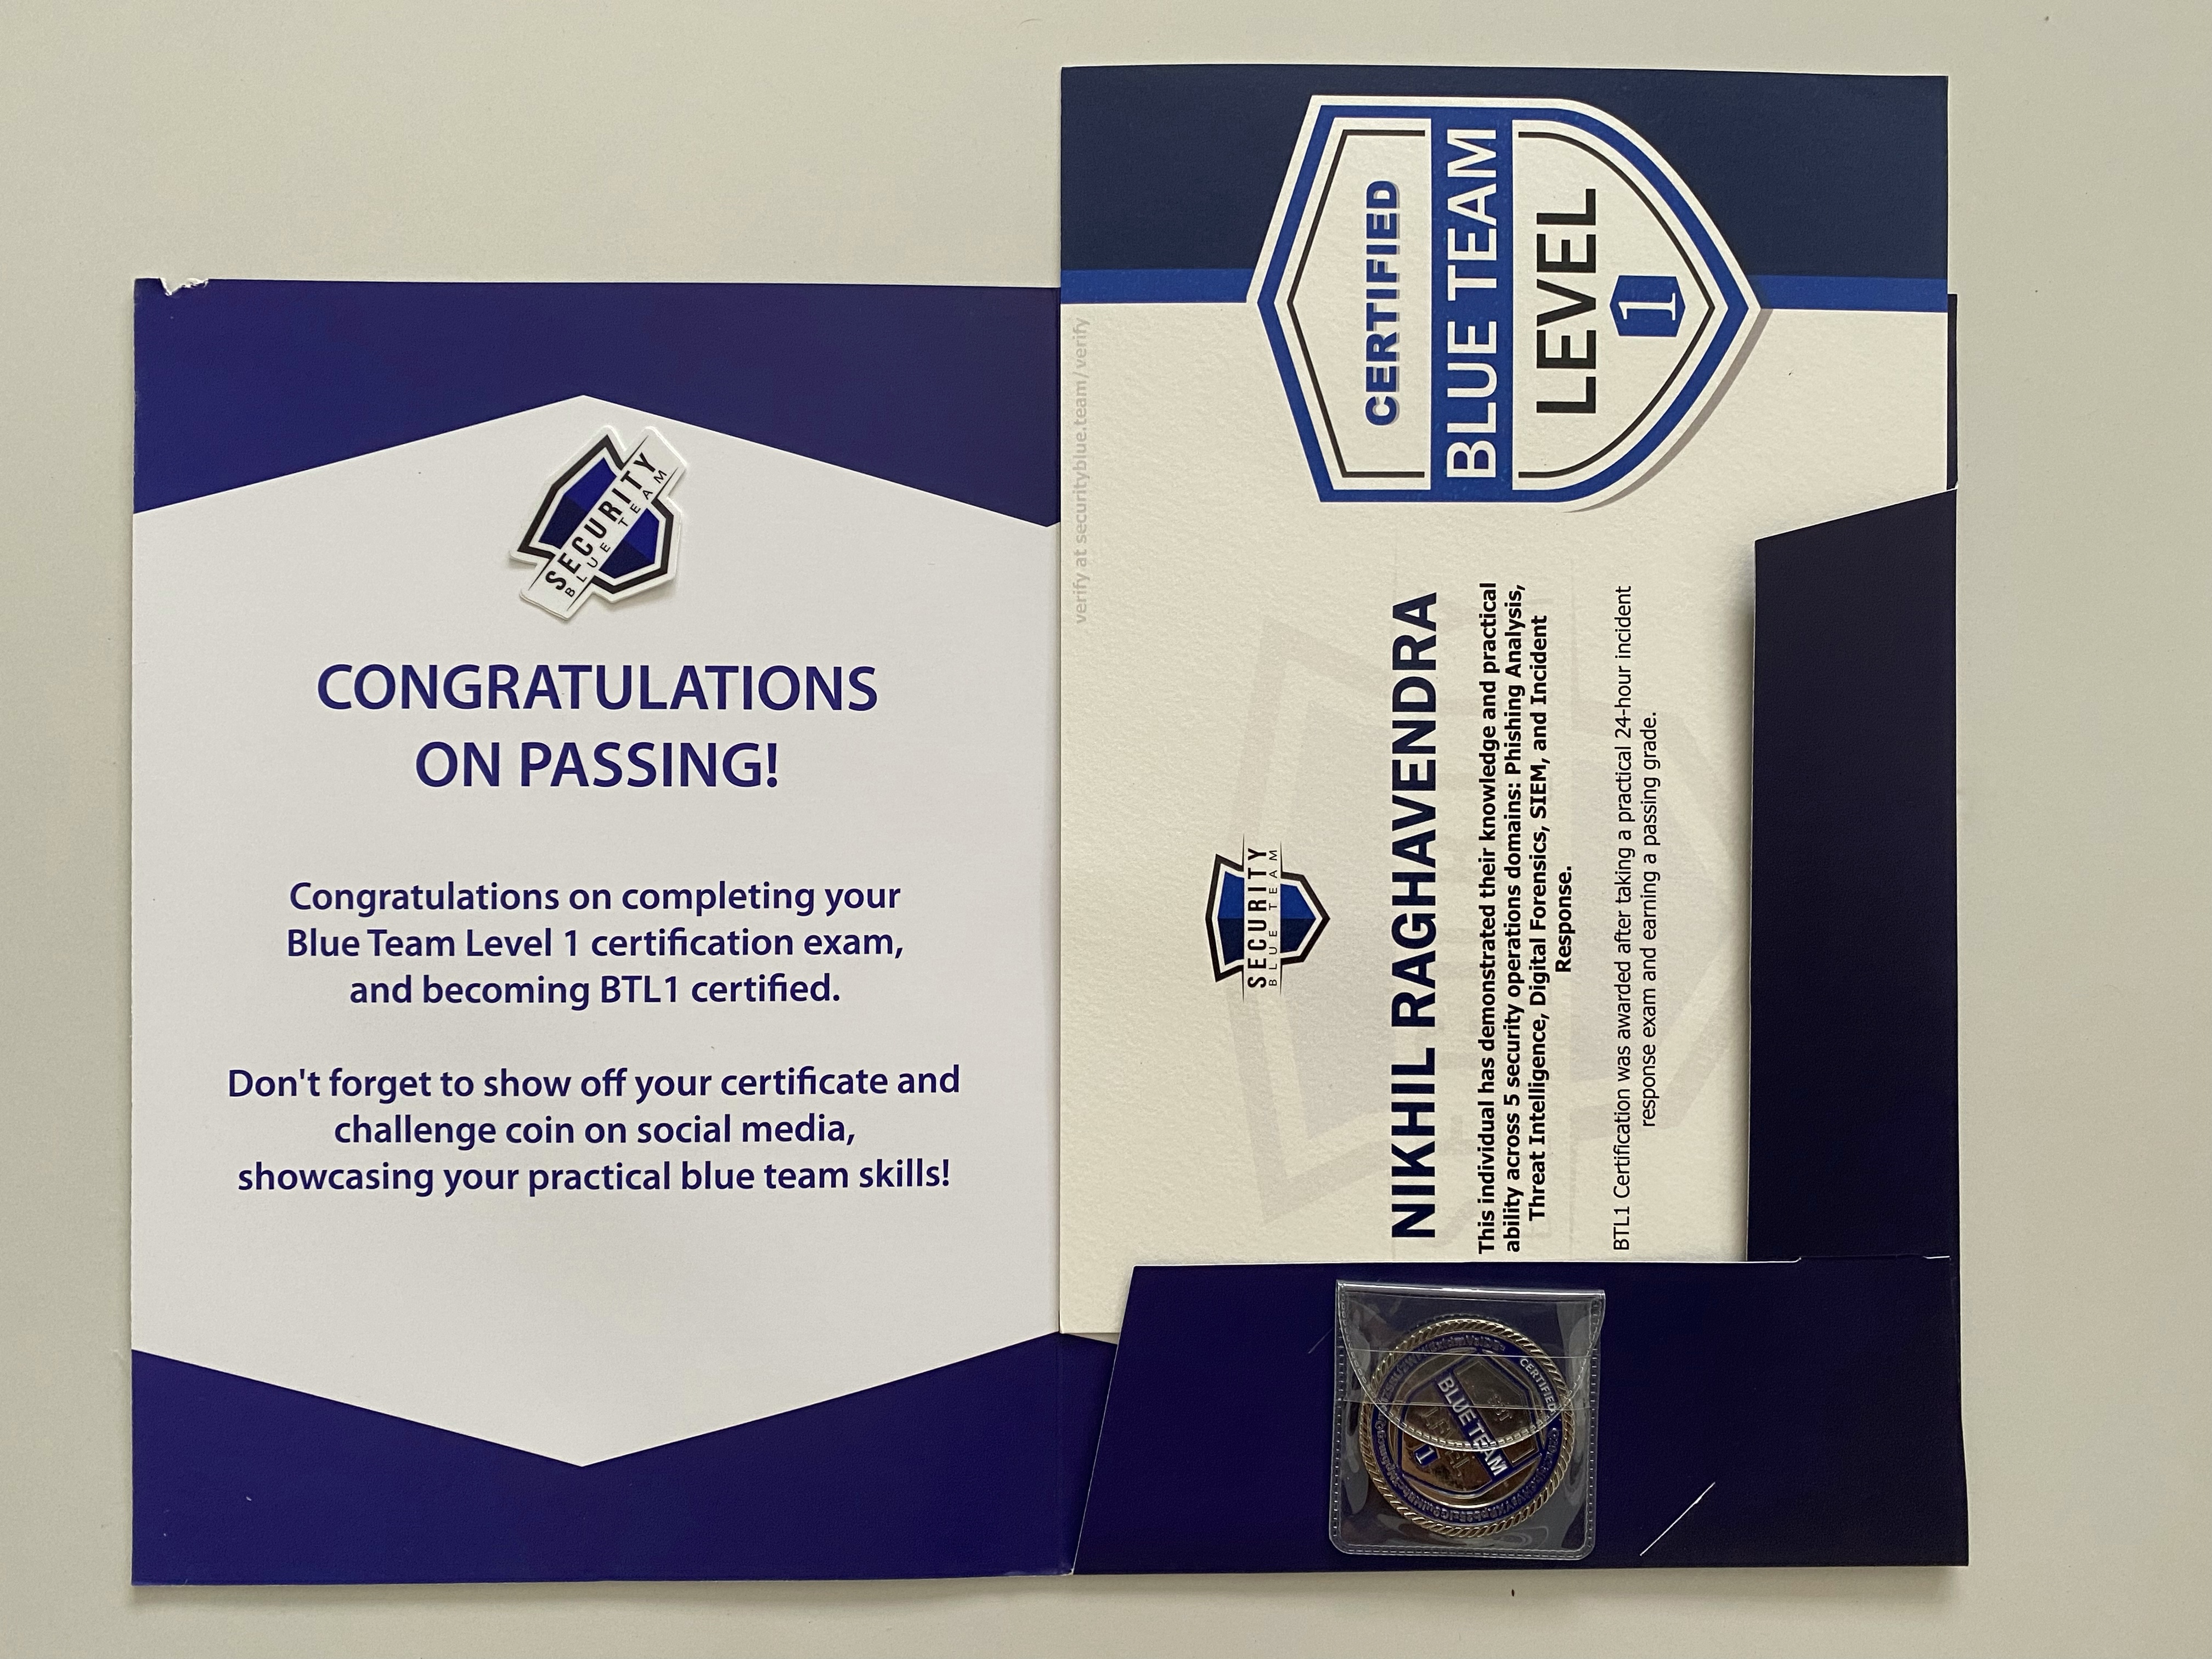 SECURITY
BLUE TEAM
CONGRATULATIONS
ON PASSING!
Congratulations on completing your
Blue Team Level 1 certification exam,
and becoming BTL1 certified.
Don't forget to show off your certificate and
challenge coin on social media,
showcasing your practical blue team skills!
verify at securityblue.team/verify
CERTIFIED
BLUE TEAM
LEVEL
1
SECURITY
BLUE TEAM
NIKHIL RAGHAVENDRA
This individual has demonstrated their knowledge and practical
ability across 5 security operations domains: Phishing Analysis,
Threat Intelligence, Digital Forensics, SIEM, and Incident
Response.
BTL1 Certification was awarded after taking a practical 24-hour incident
response exam and earning a passing grade.
CERTIFIED
BLUE TEAM
1